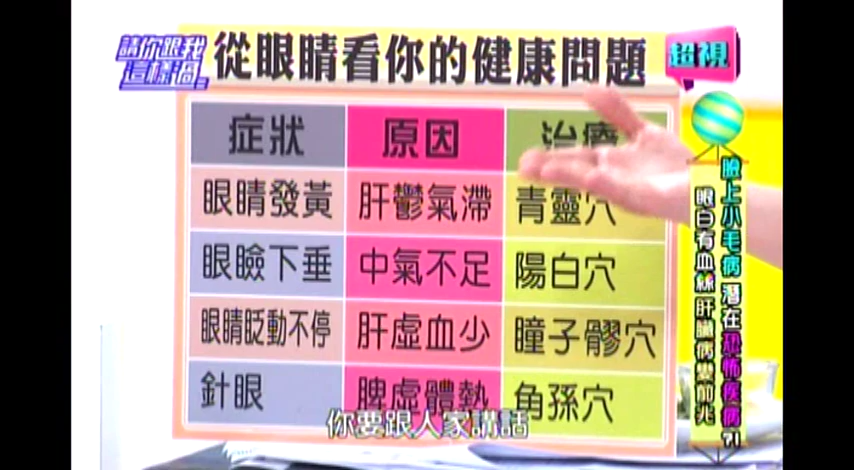 請你跟我
這樣過
從眼睛看你的健康問題
超視
症狀 原因 治療
眼睛發黃 肝鬱氣滯 青靈穴
眼瞼下垂 中氣不足 陽白穴
眼睛眨動不停 肝虛血少 瞳子髎穴
針眼 脾虛體熱 角孫穴
臉上小毛病 潛在恐怖疾病?!
眼白有血絲 肝臟病變前兆
你要跟人家講話